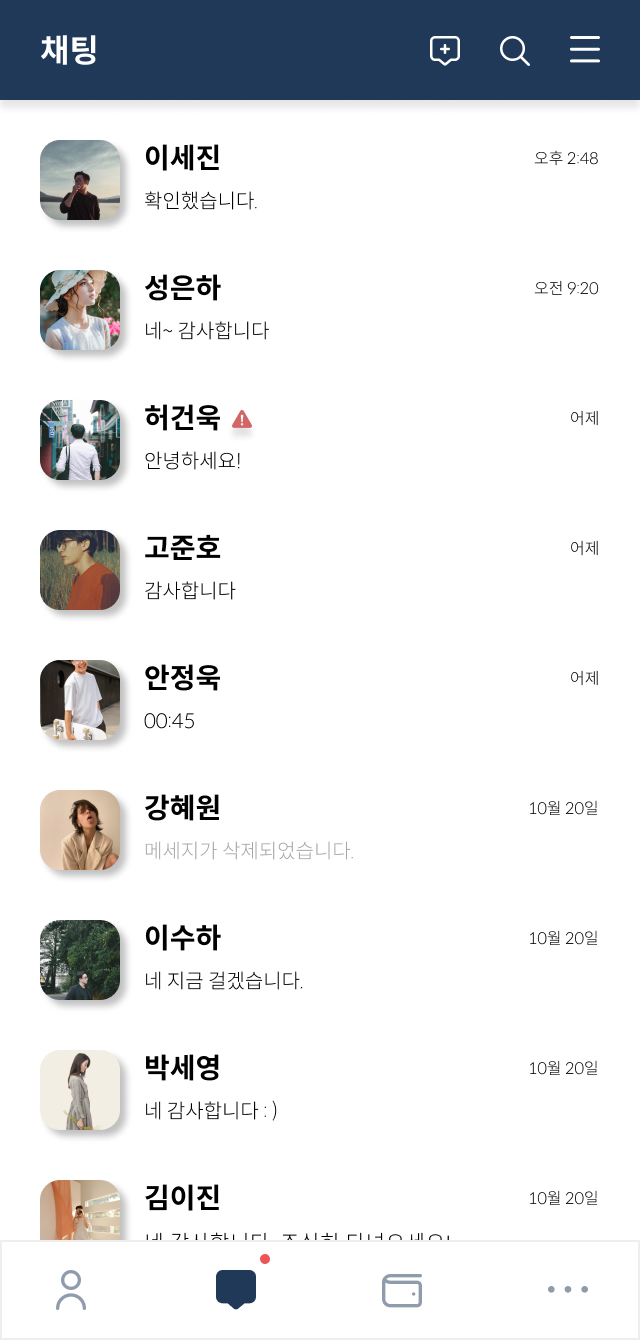 채팅
이세진 오후 2:48
확인했습니다.
성은하 오전 9:20
네~ 감사합니다
허건욱 어제
안녕하세요!
고준호 어제
감사합니다
안정욱 어제
00:45
강혜원 10월 20일
메세지가 삭제되었습니다.
이수하 10월 20일
네 지금 걸겠습니다.
박세영 10월 20일
네 감사합니다 : )
김이진 10월 20일
네 감사합니다